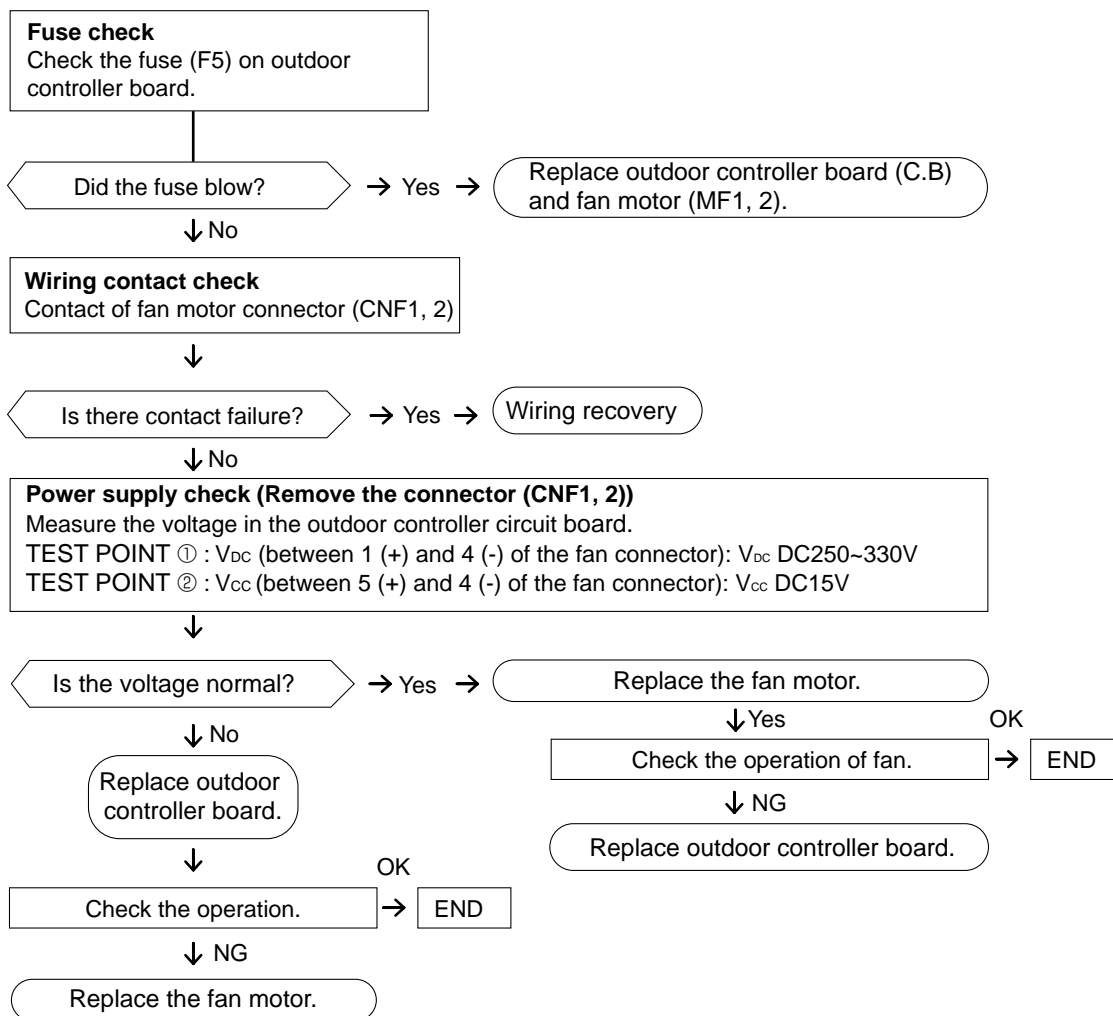 Fuse check
Check the fuse (F5) on outdoor
controller board.
Did the fuse blow?
Yes
Replace outdoor controller board (C.B)
and fan motor (MF1, 2).
No
Wiring contact check
Contact of fan motor connector (CNF1, 2)
Is there contact failure?
Yes
Wiring recovery
No
Power supply check (Remove the connector (CNF1, 2))
Measure the voltage in the outdoor controller circuit board.
TEST POINT ① : VDC (between 1 (+) and 4 (-) of the fan connector): VDC DC250~330V
TEST POINT ② : VCC (between 5 (+) and 4 (-) of the fan connector): VCC DC15V
Is the voltage normal?
Yes
Replace the fan motor.
Yes
OK
Check the operation of fan.
END
NG
Replace outdoor controller board.
No
Replace outdoor
controller board.
OK
Check the operation.
END
NG
Replace the fan motor.